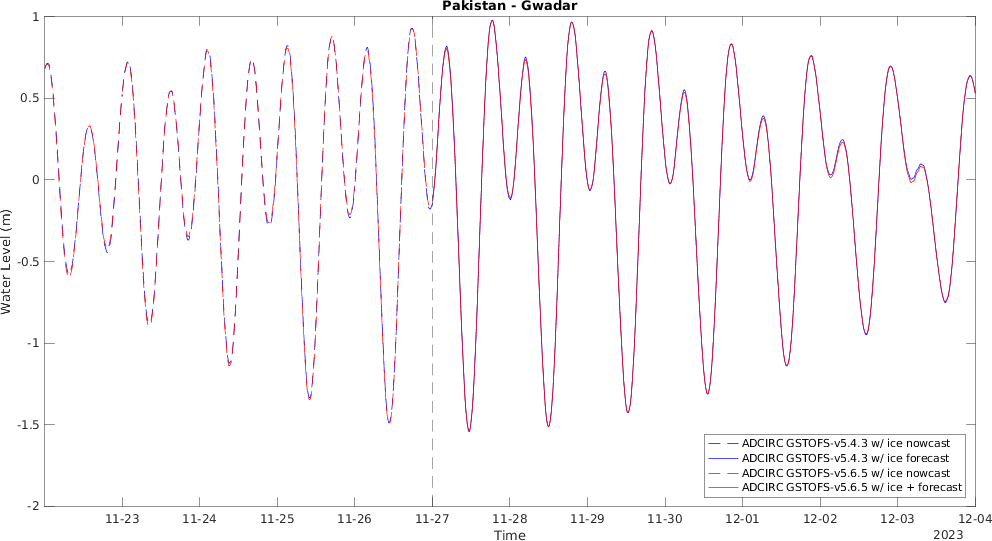 Pakistan - Gwadar
1
0.5
0
-0.5
-1
-1.5
-2
Water Level (m)
ADCIRC GSTOFS-v5.4.3 w/ ice nowcast
ADCIRC GSTOFS-v5.4.3 w/ ice forecast
ADCIRC GSTOFS-v5.6.5 w/ ice nowcast
ADCIRC GSTOFS-v5.6.5 w/ ice + forecast
11-23 11-24 11-25 11-26 11-27 11-28 11-29 11-30 12-01 12-02 12-03 12-04
Time
2023